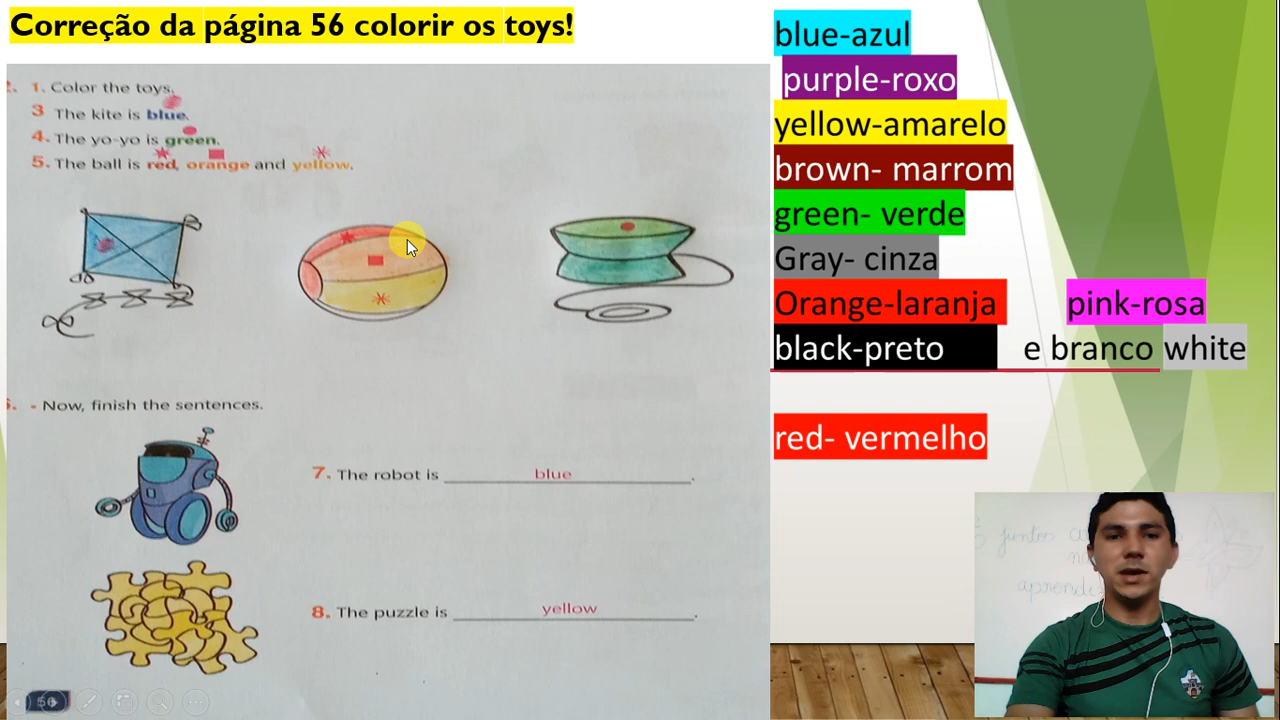 Correção da página 56 colorir os toys!
1. Color the toys.
3 The kite is blue.
4. The yo-yo is green.
5. The ball is red, orange and yellow.
- Now, finish the sentences.
7. The robot is blue.
8. The puzzle is yellow.
56
blue-azul
purple-roxo
yellow-amarelo
brown- marrom
green- verde
Gray- cinza
Orange-laranja pink-rosa
black-preto e branco white
red- vermelho
juntos
aprende